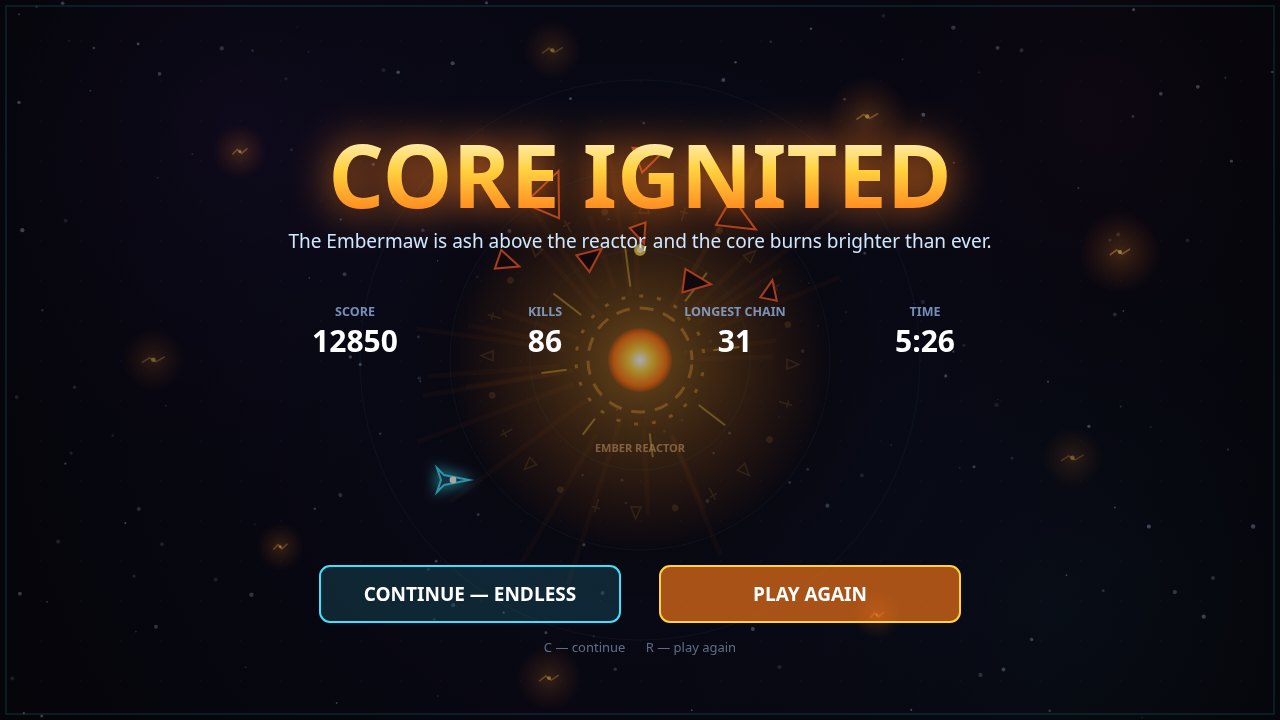 CORE IGNITED
The Embermaw is ash above the reactor, and the core burns brighter than ever.
SCORE KILLS LONGEST CHAIN TIME
12850 86 31 5:26
EMBER REACTOR
CONTINUE — ENDLESS PLAY AGAIN
C — continue R — play again